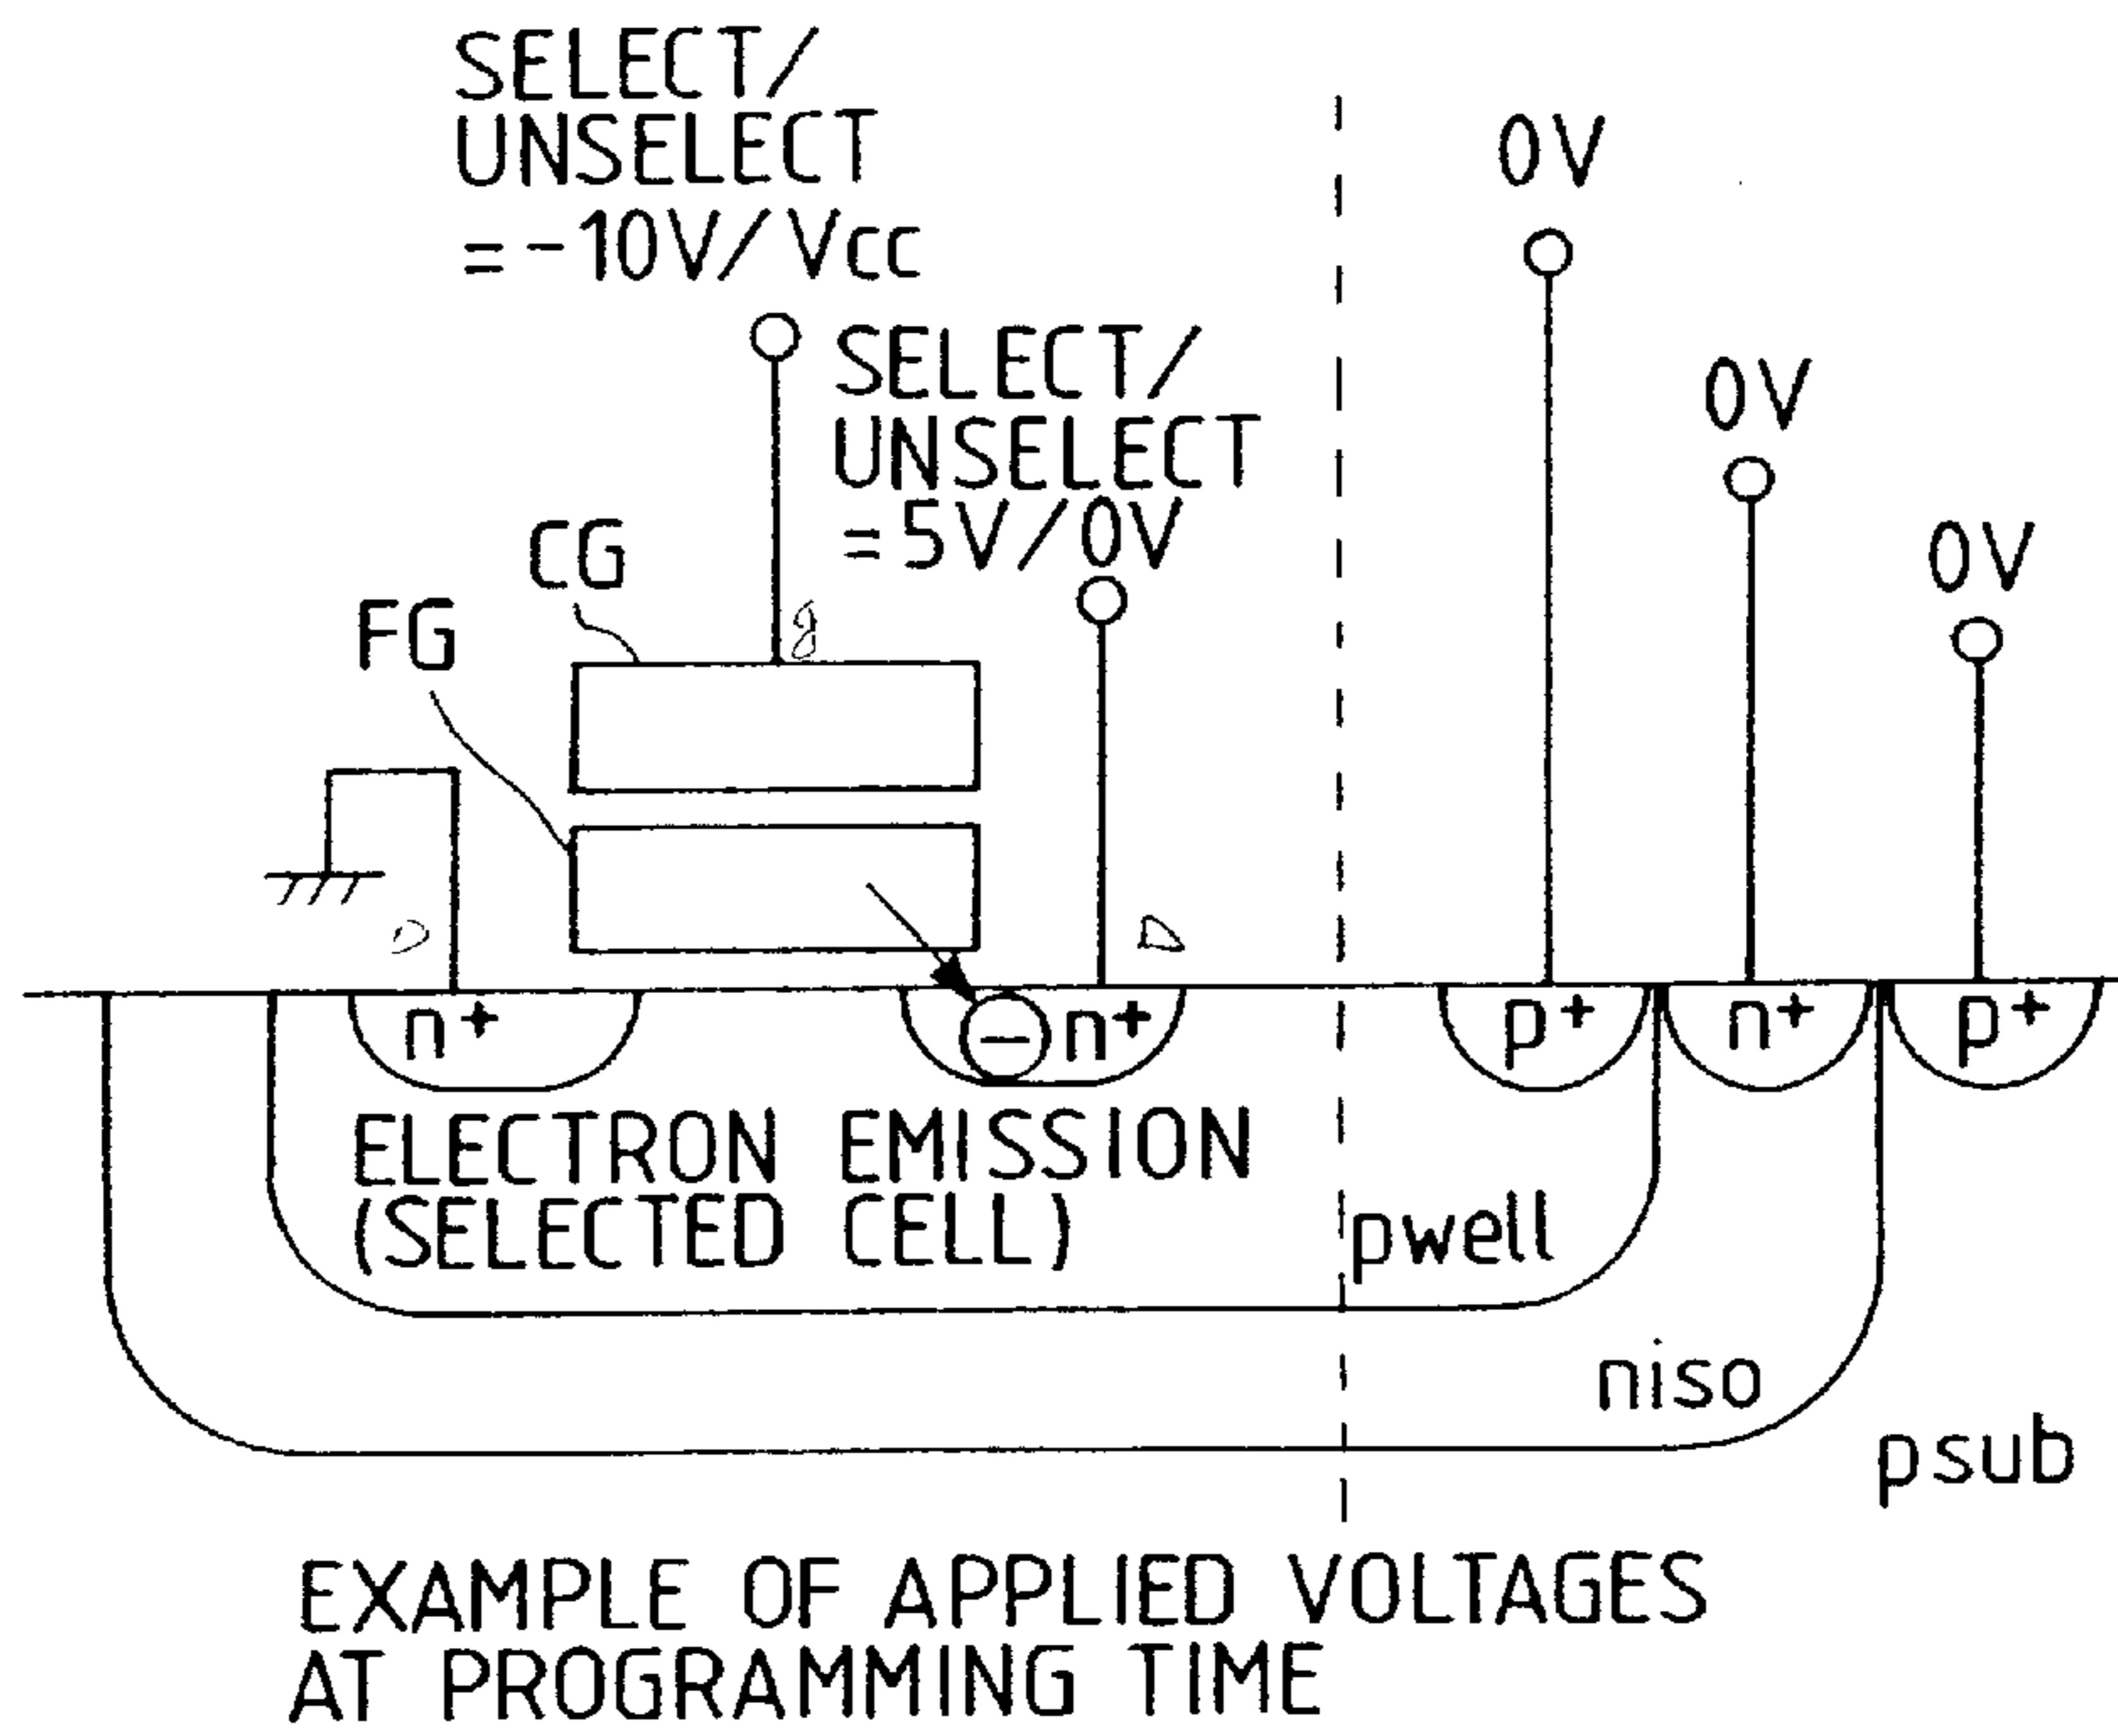 SELECT/
UNSELECT
=-10V/Vcc
SELECT/
UNSELECT
=5V/0V
0V
0V
0V
CG
FG
n+
− n+
p+
n+
p+
ELECTRON EMISSION
(SELECTED CELL)
pwell
niso
psub
EXAMPLE OF APPLIED VOLTAGES
AT PROGRAMMING TIME